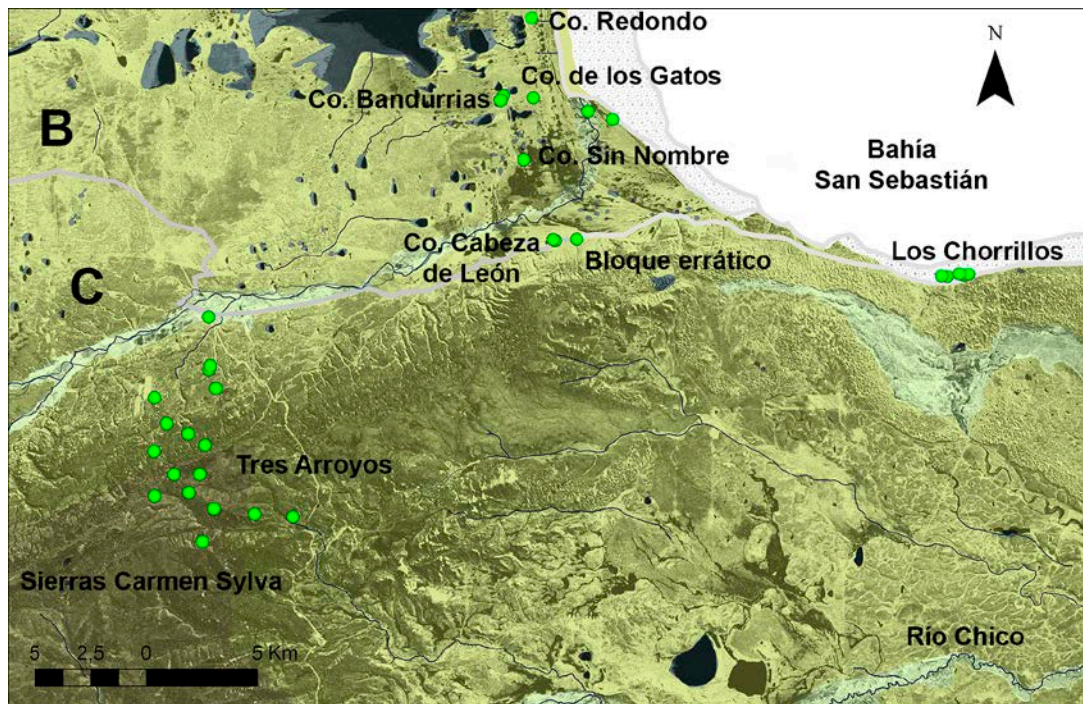 Co. Redondo
N
Co. de los Gatos
Co. Bandurrias
B
Co. Sin Nombre
Bahía
San Sebastián
Co. Cabeza
de León
Bloque errático
Los Chorrillos
C
Tres Arroyos
Sierras Carmen Sylva
Río Chico
5 2,5 0 5 Km